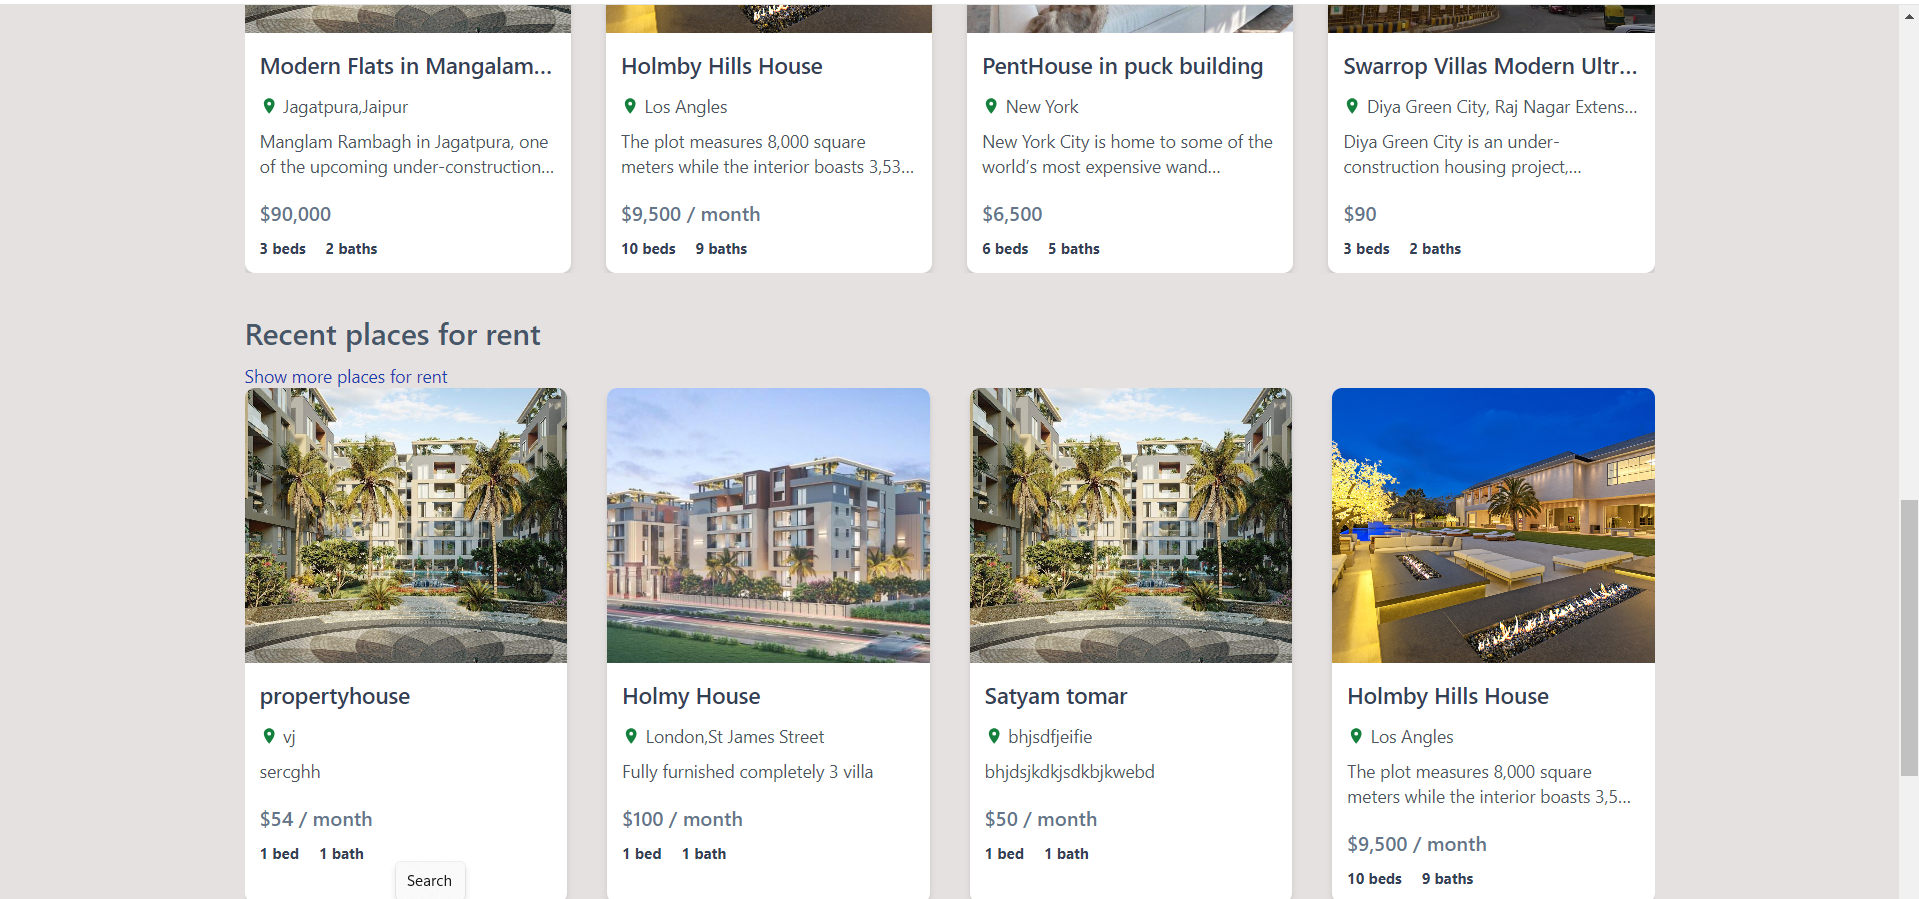 Modern Flats in Mangalam...
Jagatpura,Jaipur
Manglam Rambagh in Jagatpura, one
of the upcoming under-construction...
$90,000
3 beds 2 baths
Holmby Hills House
Los Angles
The plot measures 8,000 square
meters while the interior boasts 3,53...
$9,500 / month
10 beds 9 baths
PentHouse in puck building
New York
New York City is home to some of the
world’s most expensive wand...
$6,500
6 beds 5 baths
Swarrop Villas Modern Ultr...
Diya Green City, Raj Nagar Extens...
Diya Green City is an under-
construction housing project,...
$90
3 beds 2 baths
Recent places for rent
Show more places for rent
propertyhouse
vj
sercghh
$54 / month
1 bed 1 bath
Search
Holmy House
London,St James Street
Fully furnished completely 3 villa
$100 / month
1 bed 1 bath
Satyam tomar
bhjsdfjeifie
bhjdsjkdkjsdkbjkwebd
$50 / month
1 bed 1 bath
Holmby Hills House
Los Angles
The plot measures 8,000 square
meters while the interior boasts 3,5...
$9,500 / month
10 beds 9 baths